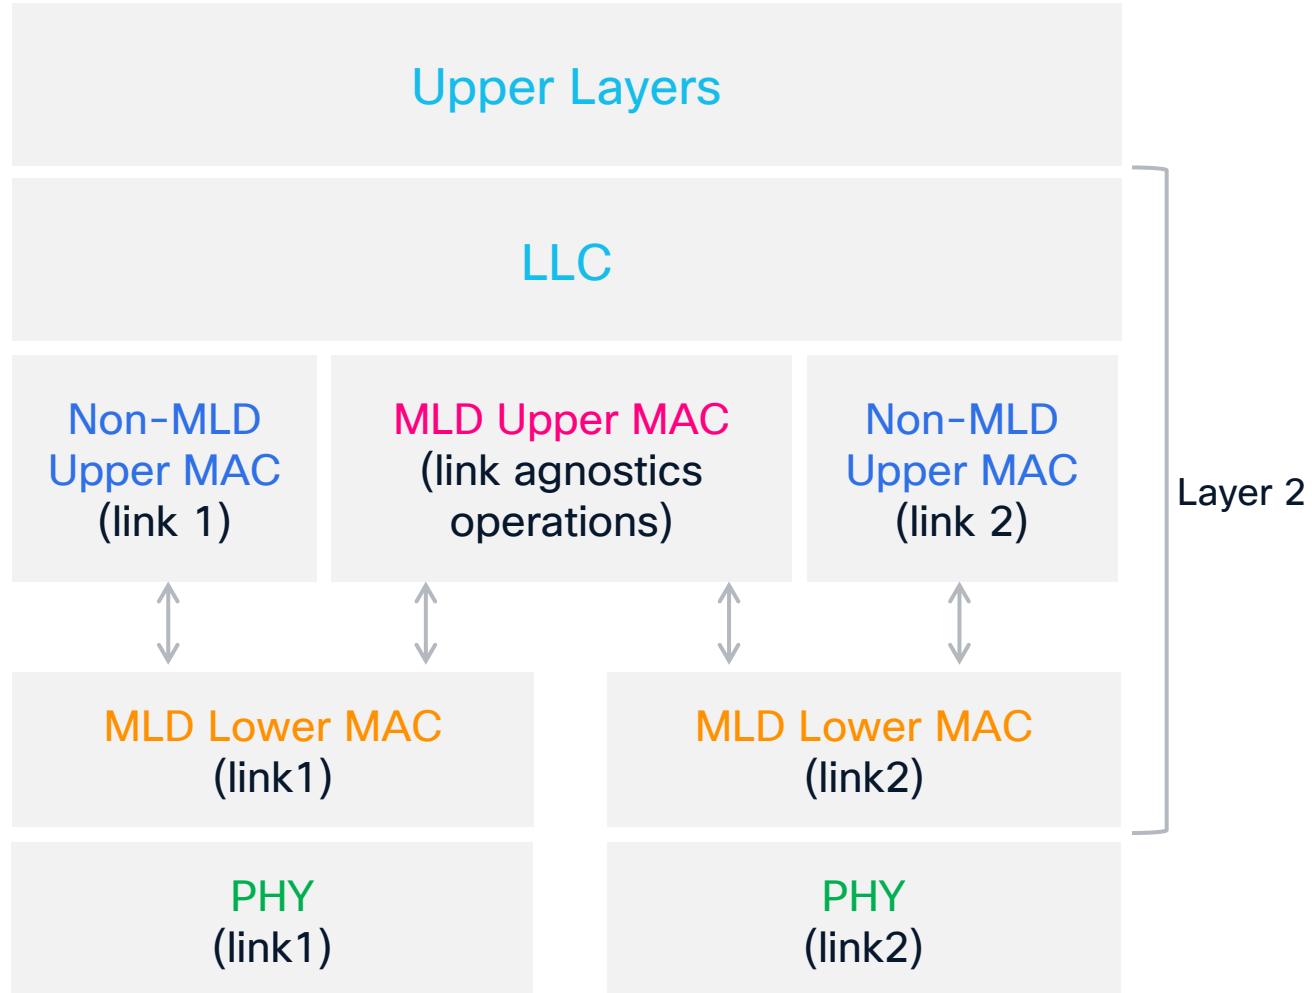 Upper Layers
LLC
Non-MLD
Upper MAC
(link 1)
MLD Upper MAC
(link agnostics
operations)
Non-MLD
Upper MAC
(link 2)
Layer 2
MLD Lower MAC
(link1)
MLD Lower MAC
(link2)
PHY
(link1)
PHY
(link2)